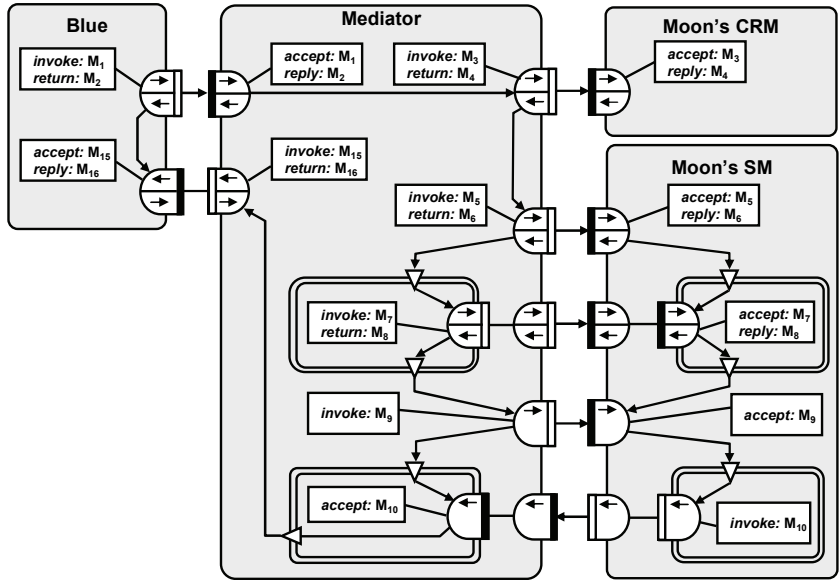 Blue
Mediator
Moon's CRM
invoke: M1
return: M2
accept: M1
reply: M2
invoke: M3
return: M4
accept: M3
reply: M4
accept: M15
reply: M16
invoke: M15
return: M16
Moon's SM
invoke: M5
return: M6
accept: M5
reply: M6
invoke: M7
return: M8
accept: M7
reply: M8
invoke: M9
accept: M9
accept: M10
invoke: M10